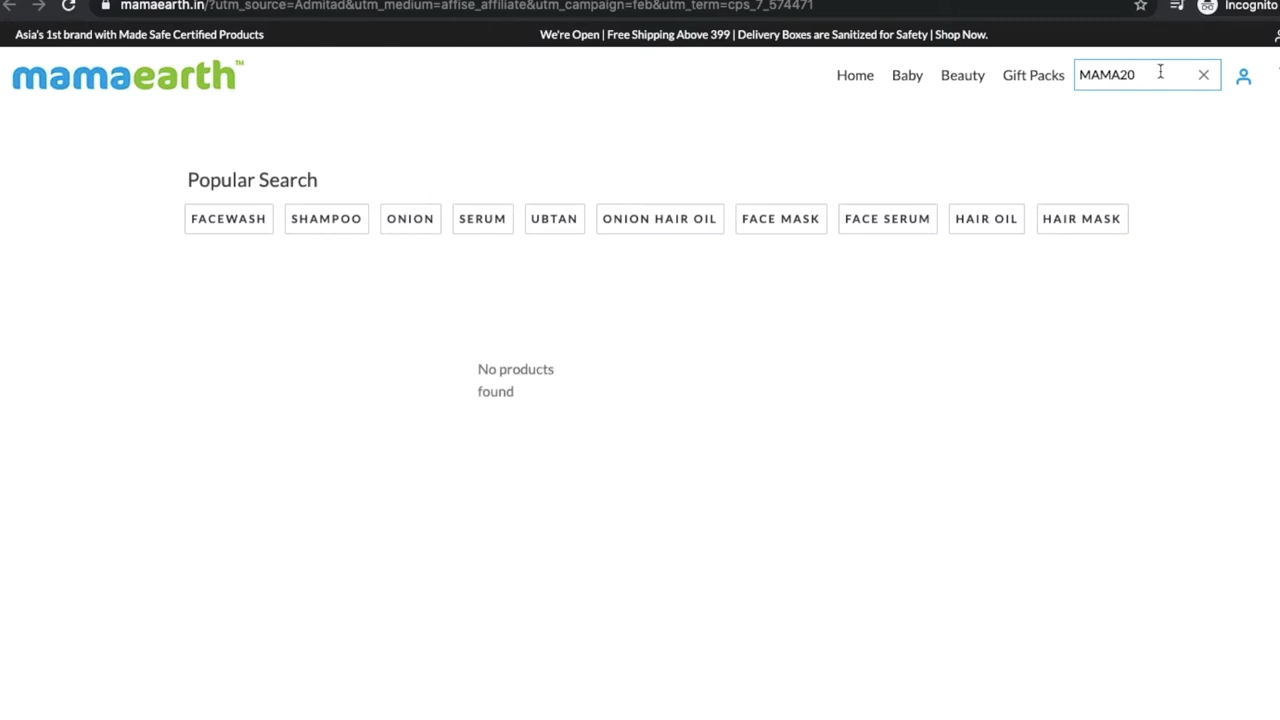 mamaearth.in/?utm_source=Admitad&utm_medium=affise_affiliate&utm_campaign=feb&utm_term=cps_7_574471
Incognito
Asia's 1st brand with Made Safe Certified Products
We're Open | Free Shipping Above 399 | Delivery Boxes are Sanitized for Safety | Shop Now.
mamaearth™
Home Baby Beauty Gift Packs MAMA20
Popular Search
FACEWASH SHAMPOO ONION SERUM UBTAN ONION HAIR OIL FACE MASK FACE SERUM HAIR OIL HAIR MASK
No products
found